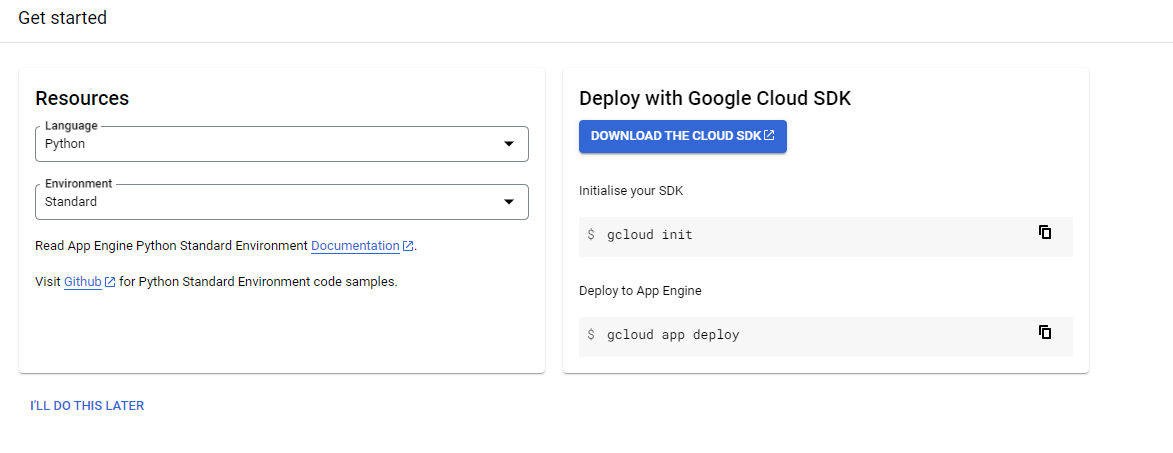 Get started
Resources
Language
Python
Environment
Standard
Read App Engine Python Standard Environment Documentation.
Visit Github for Python Standard Environment code samples.
Deploy with Google Cloud SDK
DOWNLOAD THE CLOUD SDK
Initialise your SDK
$ gcloud init
Deploy to App Engine
$ gcloud app deploy
I'LL DO THIS LATER